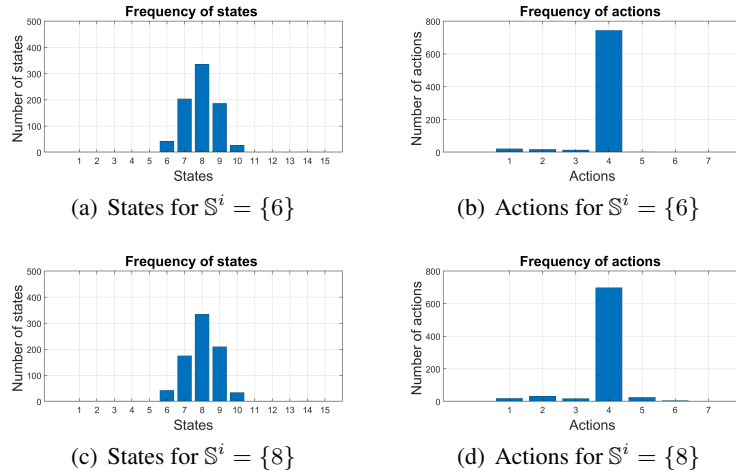 Frequency of states
Number of states
500
400
300
200
100
0
1 2 3 4 5 6 7 8 9 10 11 12 13 14 15
States
(a) States for 𝕊ⁱ = {6}
Frequency of actions
Number of actions
800
600
400
200
0
1 2 3 4 5 6 7
Actions
(b) Actions for 𝕊ⁱ = {6}
Frequency of states
Number of states
500
400
300
200
100
0
1 2 3 4 5 6 7 8 9 10 11 12 13 14 15
States
(c) States for 𝕊ⁱ = {8}
Frequency of actions
Number of actions
800
600
400
200
0
1 2 3 4 5 6 7
Actions
(d) Actions for 𝕊ⁱ = {8}